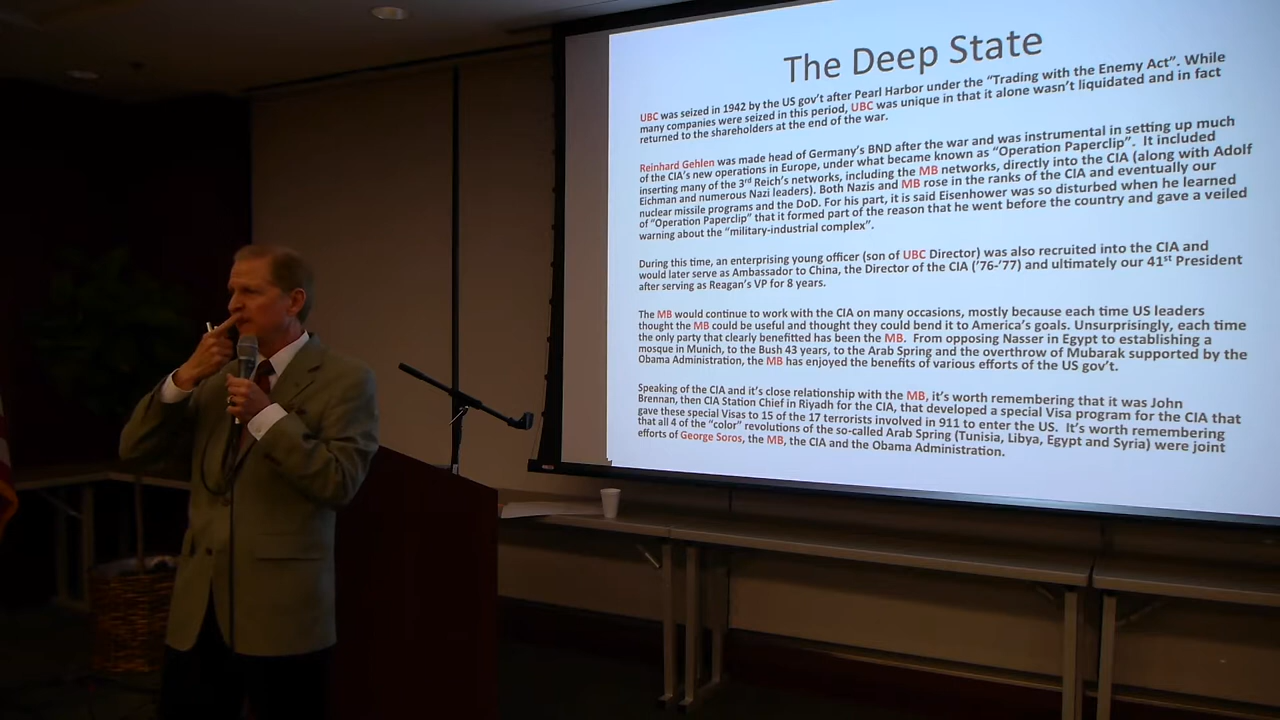 The Deep State
UBC was seized in 1942 by the US gov't after Pearl Harbor under the “Trading with the Enemy Act”. While
many companies were seized in this period, UBC was unique in that it alone wasn't liquidated and in fact
returned to the shareholders at the end of the war.
Reinhard Gehlen was made head of Germany's BND after the war and was instrumental in setting up much
of the CIA's new operations in Europe, under what became known as “Operation Paperclip”. It included
inserting many of the 3rd Reich's networks, including the MB networks, directly into the CIA (along with Adolf
Eichman and numerous Nazi leaders). Both Nazis and MB rose in the ranks of the CIA and eventually our
nuclear missile programs and the DoD. For his part, it is said Eisenhower was so disturbed when he learned
of “Operation Paperclip” that it formed part of the reason that he went before the country and gave a veiled
warning about the “military-industrial complex”.
During this time, an enterprising young officer (son of UBC Director) was also recruited into the CIA and
would later serve as Ambassador to China, the Director of the CIA ('76-'77) and ultimately our 41st President
after serving as Reagan's VP for 8 years.
The MB would continue to work with the CIA on many occasions, mostly because each time US leaders
thought the MB could be useful and thought they could bend it to America's goals. Unsurprisingly, each time
the only party that clearly benefitted has been the MB. From opposing Nasser in Egypt to establishing a
mosque in Munich, to the Bush 43 years, to the Arab Spring and the overthrow of Mubarak supported by the
Obama Administration, the MB has enjoyed the benefits of various efforts of the US gov't.
Speaking of the CIA and it's close relationship with the MB, it's worth remembering that it was John
Brennan, then CIA Station Chief in Riyadh for the CIA, that developed a special Visa program for the CIA that
gave these special Visas to 15 of the 17 terrorists involved in 911 to enter the US. It's worth remembering
that all 4 of the “color” revolutions of the so-called Arab Spring (Tunisia, Libya, Egypt and Syria) were joint
efforts of George Soros, the MB, the CIA and the Obama Administration.